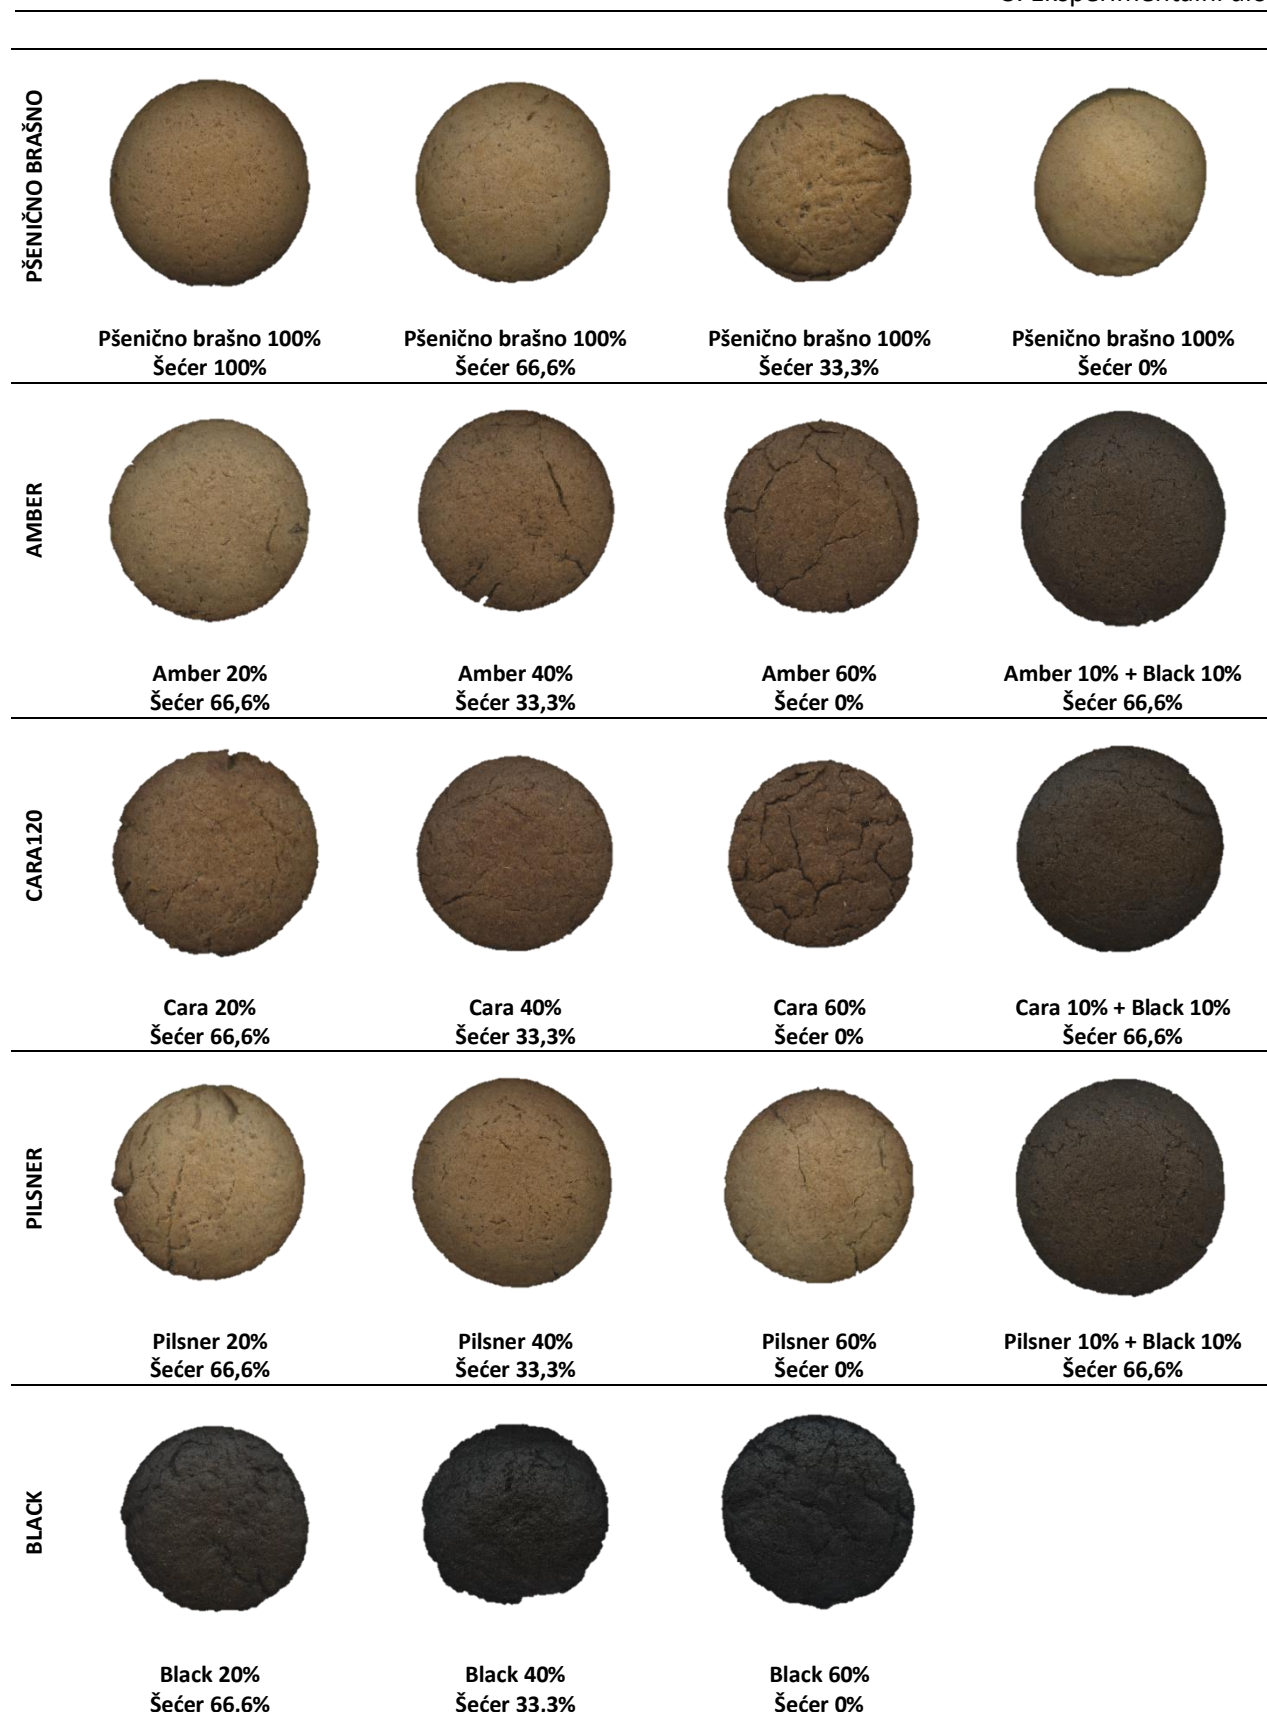 PŠENIČNO BRAŠNO
Pšenično brašno 100%
Šećer 100%
Pšenično brašno 100%
Šećer 66,6%
Pšenično brašno 100%
Šećer 33,3%
Pšenično brašno 100%
Šećer 0%
AMBER
Amber 20%
Šećer 66,6%
Amber 40%
Šećer 33,3%
Amber 60%
Šećer 0%
Amber 10% + Black 10%
Šećer 66,6%
CARA120
Cara 20%
Šećer 66,6%
Cara 40%
Šećer 33,3%
Cara 60%
Šećer 0%
Cara 10% + Black 10%
Šećer 66,6%
PILSNER
Pilsner 20%
Šećer 66,6%
Pilsner 40%
Šećer 33,3%
Pilsner 60%
Šećer 0%
Pilsner 10% + Black 10%
Šećer 66,6%
BLACK
Black 20%
Šećer 66,6%
Black 40%
Šećer 33,3%
Black 60%
Šećer 0%